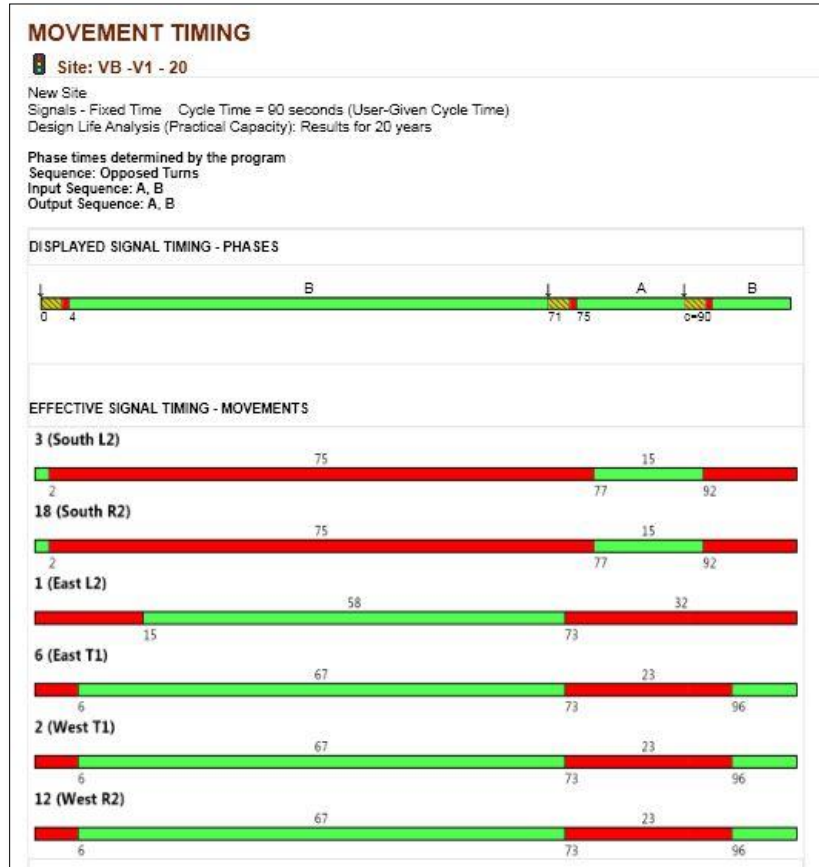 MOVEMENT TIMING
Site: VB -V1 - 20
New Site
Signals - Fixed Time Cycle Time = 90 seconds (User-Given Cycle Time)
Design Life Analysis (Practical Capacity): Results for 20 years
Phase times determined by the program
Sequence: Opposed Turns
Input Sequence: A, B
Output Sequence: A, B
DISPLAYED SIGNAL TIMING - PHASES
B A B
0 4 71 75 c=90
EFFECTIVE SIGNAL TIMING - MOVEMENTS
3 (South L2)
75 15
2 77 92
18 (South R2)
75 15
2 77 92
1 (East L2)
58 32
15 73
6 (East T1)
67 23
6 73 96
2 (West T1)
67 23
6 73 96
12 (West R2)
67 23
6 73 96